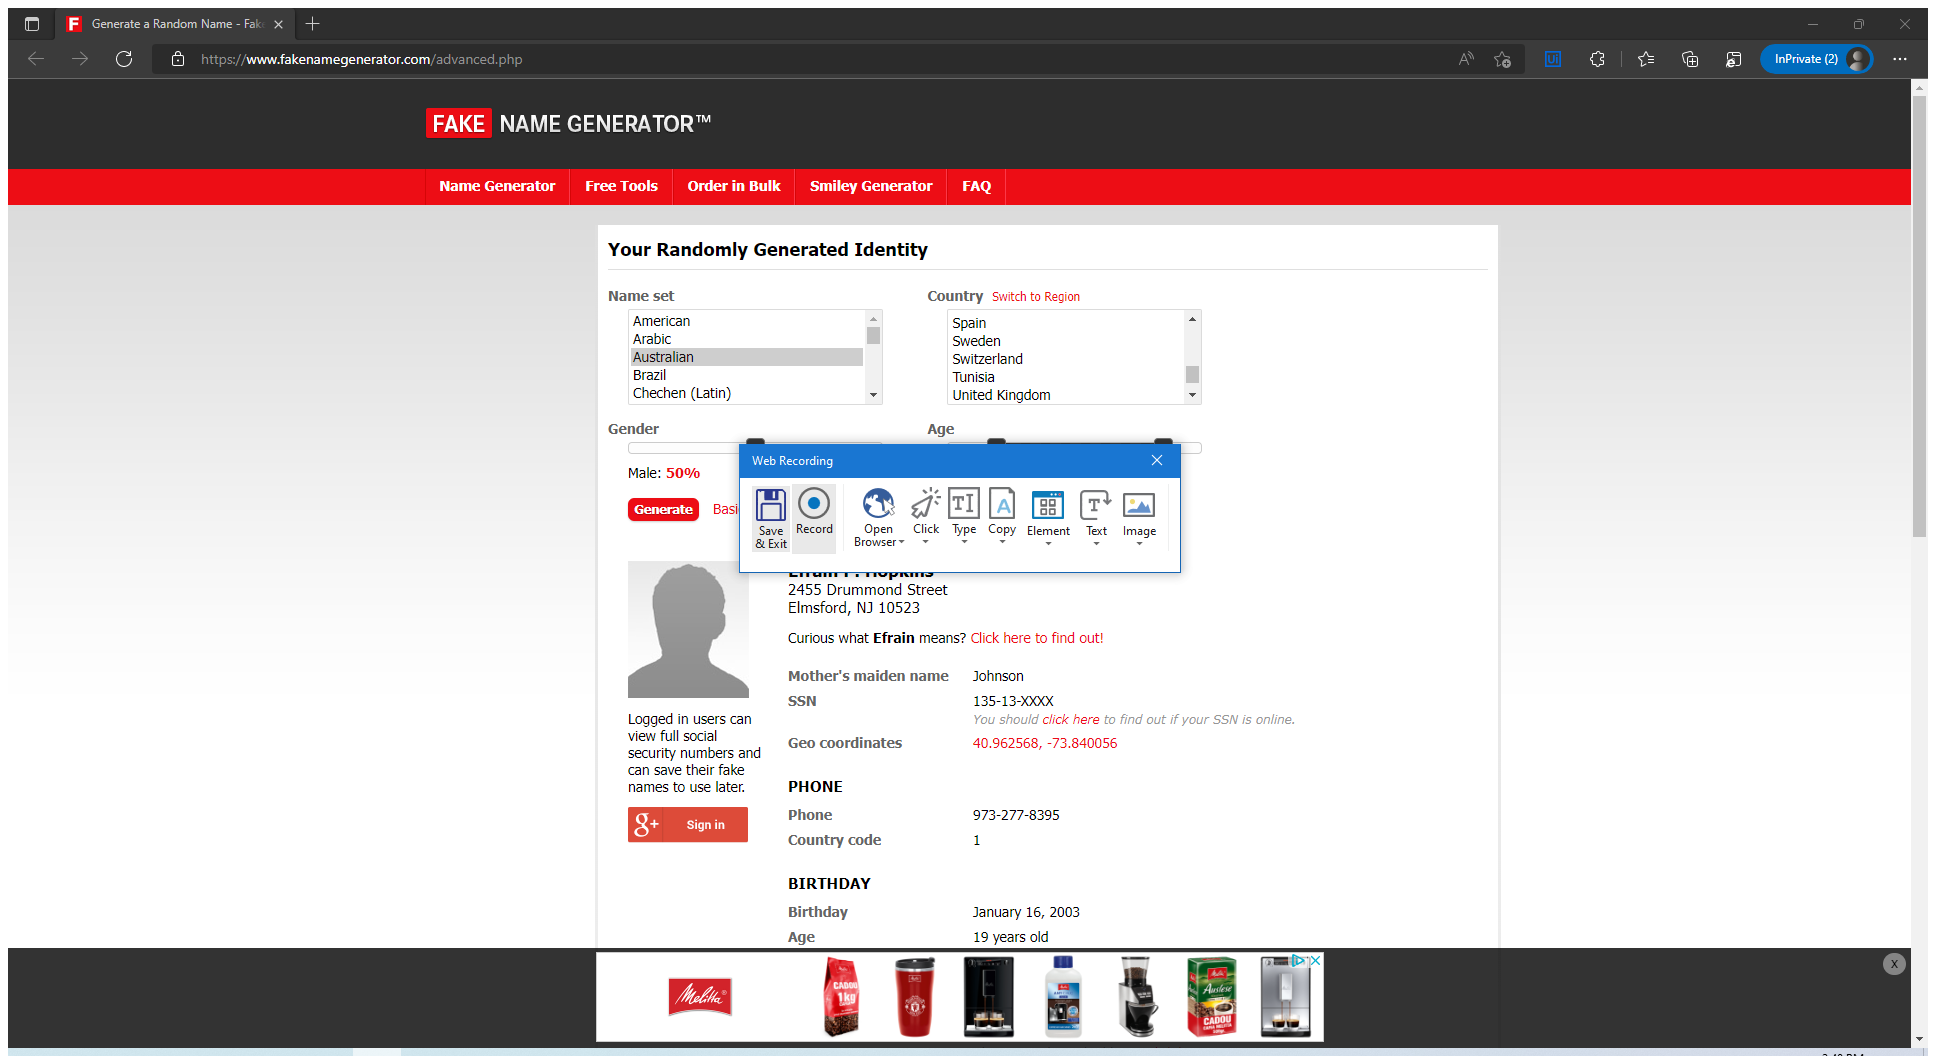 Generate a Random Name - Fak
https://www.fakenamegenerator.com/advanced.php
InPrivate (2)
FAKE NAME GENERATOR™
Name Generator
Free Tools
Order in Bulk
Smiley Generator
FAQ
Your Randomly Generated Identity
Name set
Country Switch to Region
American
Arabic
Australian
Brazil
Chechen (Latin)
Spain
Sweden
Switzerland
Tunisia
United Kingdom
Gender
Age
Male: 50%
Generate
Basi
Web Recording
Save & Exit
Record
Open Browser
Click
Type
Copy
Element
Text
Image
2455 Drummond Street
Elmsford, NJ 10523
Curious what Efrain means? Click here to find out!
Mother's maiden name Johnson
SSN 135-13-XXXX
You should click here to find out if your SSN is online.
Geo coordinates 40.962568, -73.840056
Logged in users can
view full social
security numbers and
can save their fake
names to use later.
g+ Sign in
PHONE
Phone 973-277-8395
Country code 1
BIRTHDAY
Birthday January 16, 2003
Age 19 years old
Melitta
CADOU
1kg
Auslese
CADOU
X